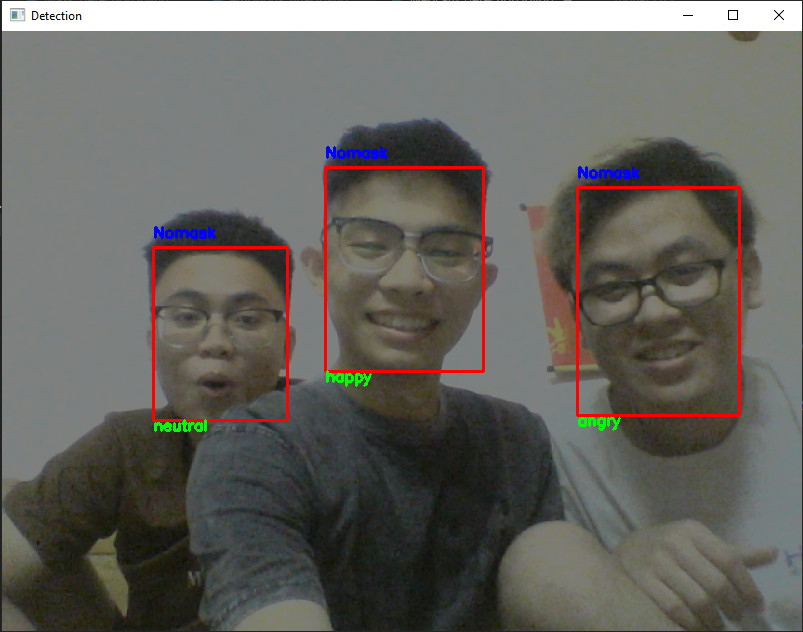 Detection
Nomask
Nomask
Nomask
happy
angry
neutral
M